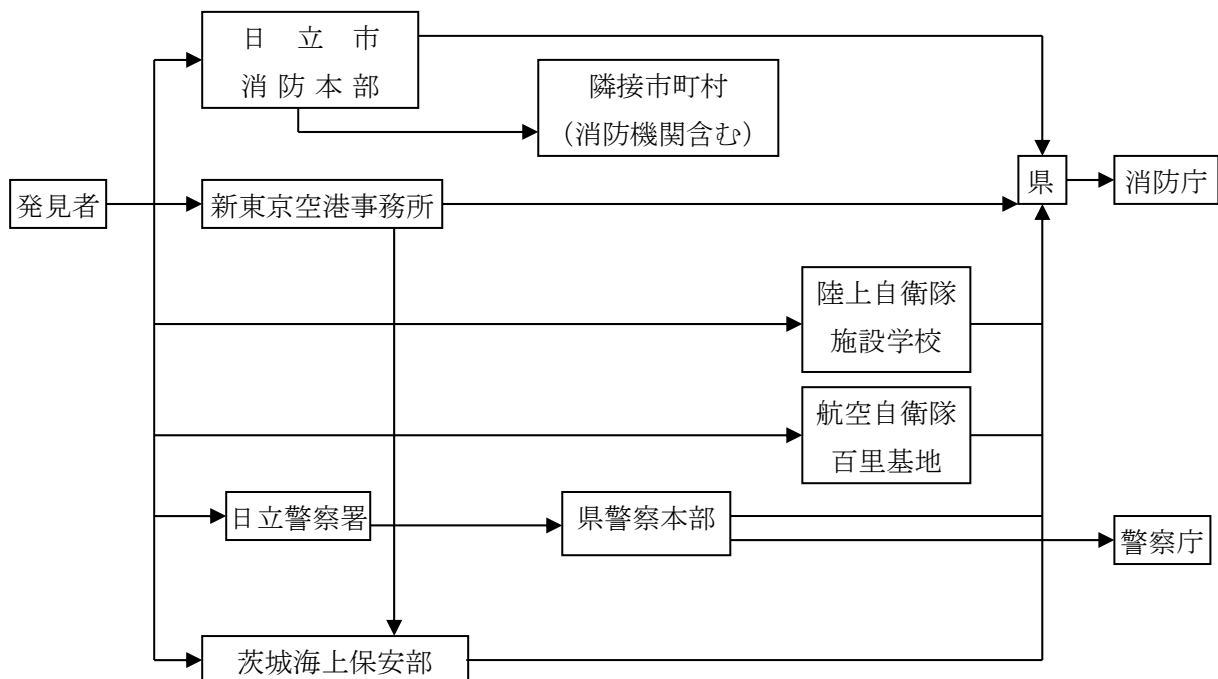 日 立 市
消 防 本 部
隣接市町村
（消防機関含む）
発見者
新東京空港事務所
県
消防庁
陸上自衛隊
施設学校
航空自衛隊
百里基地
日立警察署
県警察本部
警察庁
茨城海上保安部